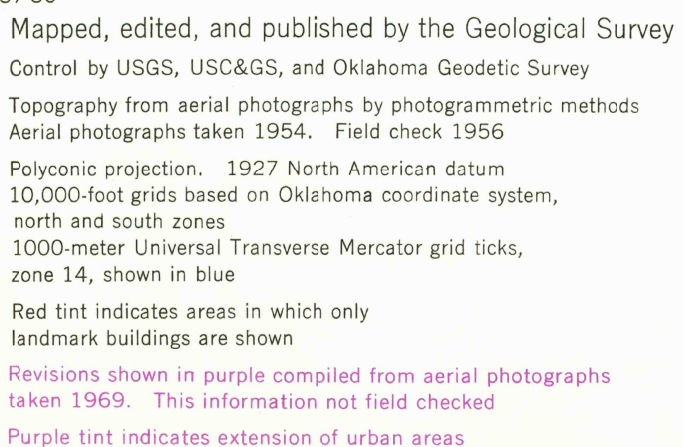 Mapped, edited, and published by the Geological Survey
Control by USGS, USC&GS, and Oklahoma Geodetic Survey
Topography from aerial photographs by photogrammetric methods
Aerial photographs taken 1954. Field check 1956
Polyconic projection. 1927 North American datum
10,000-foot grids based on Oklahoma coordinate system,
north and south zones
1000-meter Universal Transverse Mercator grid ticks,
zone 14, shown in blue
Red tint indicates areas in which only
landmark buildings are shown
Revisions shown in purple compiled from aerial photographs
taken 1969. This information not field checked
Purple tint indicates extension of urban areas